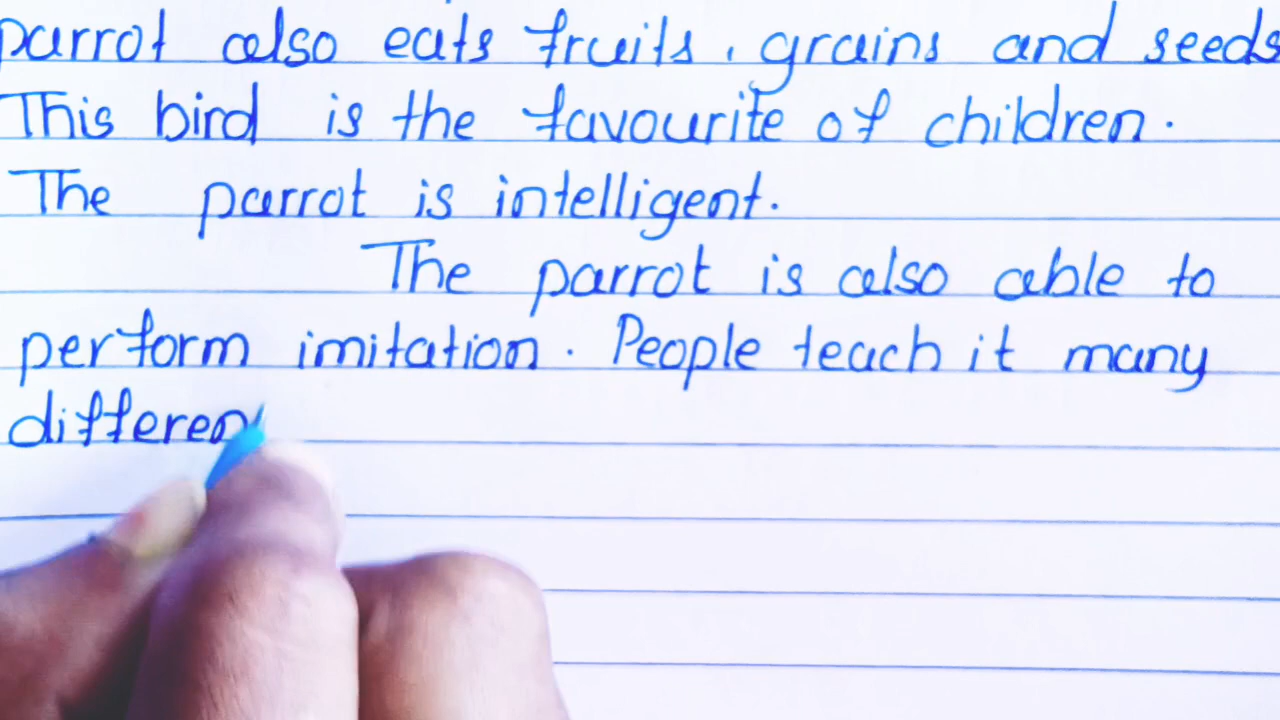 parrot also eats fruits, grains and seeds
This bird is the favourite of children.
The parrot is intelligent.
The parrot is also able to
perform imitation. People teach it many
differen